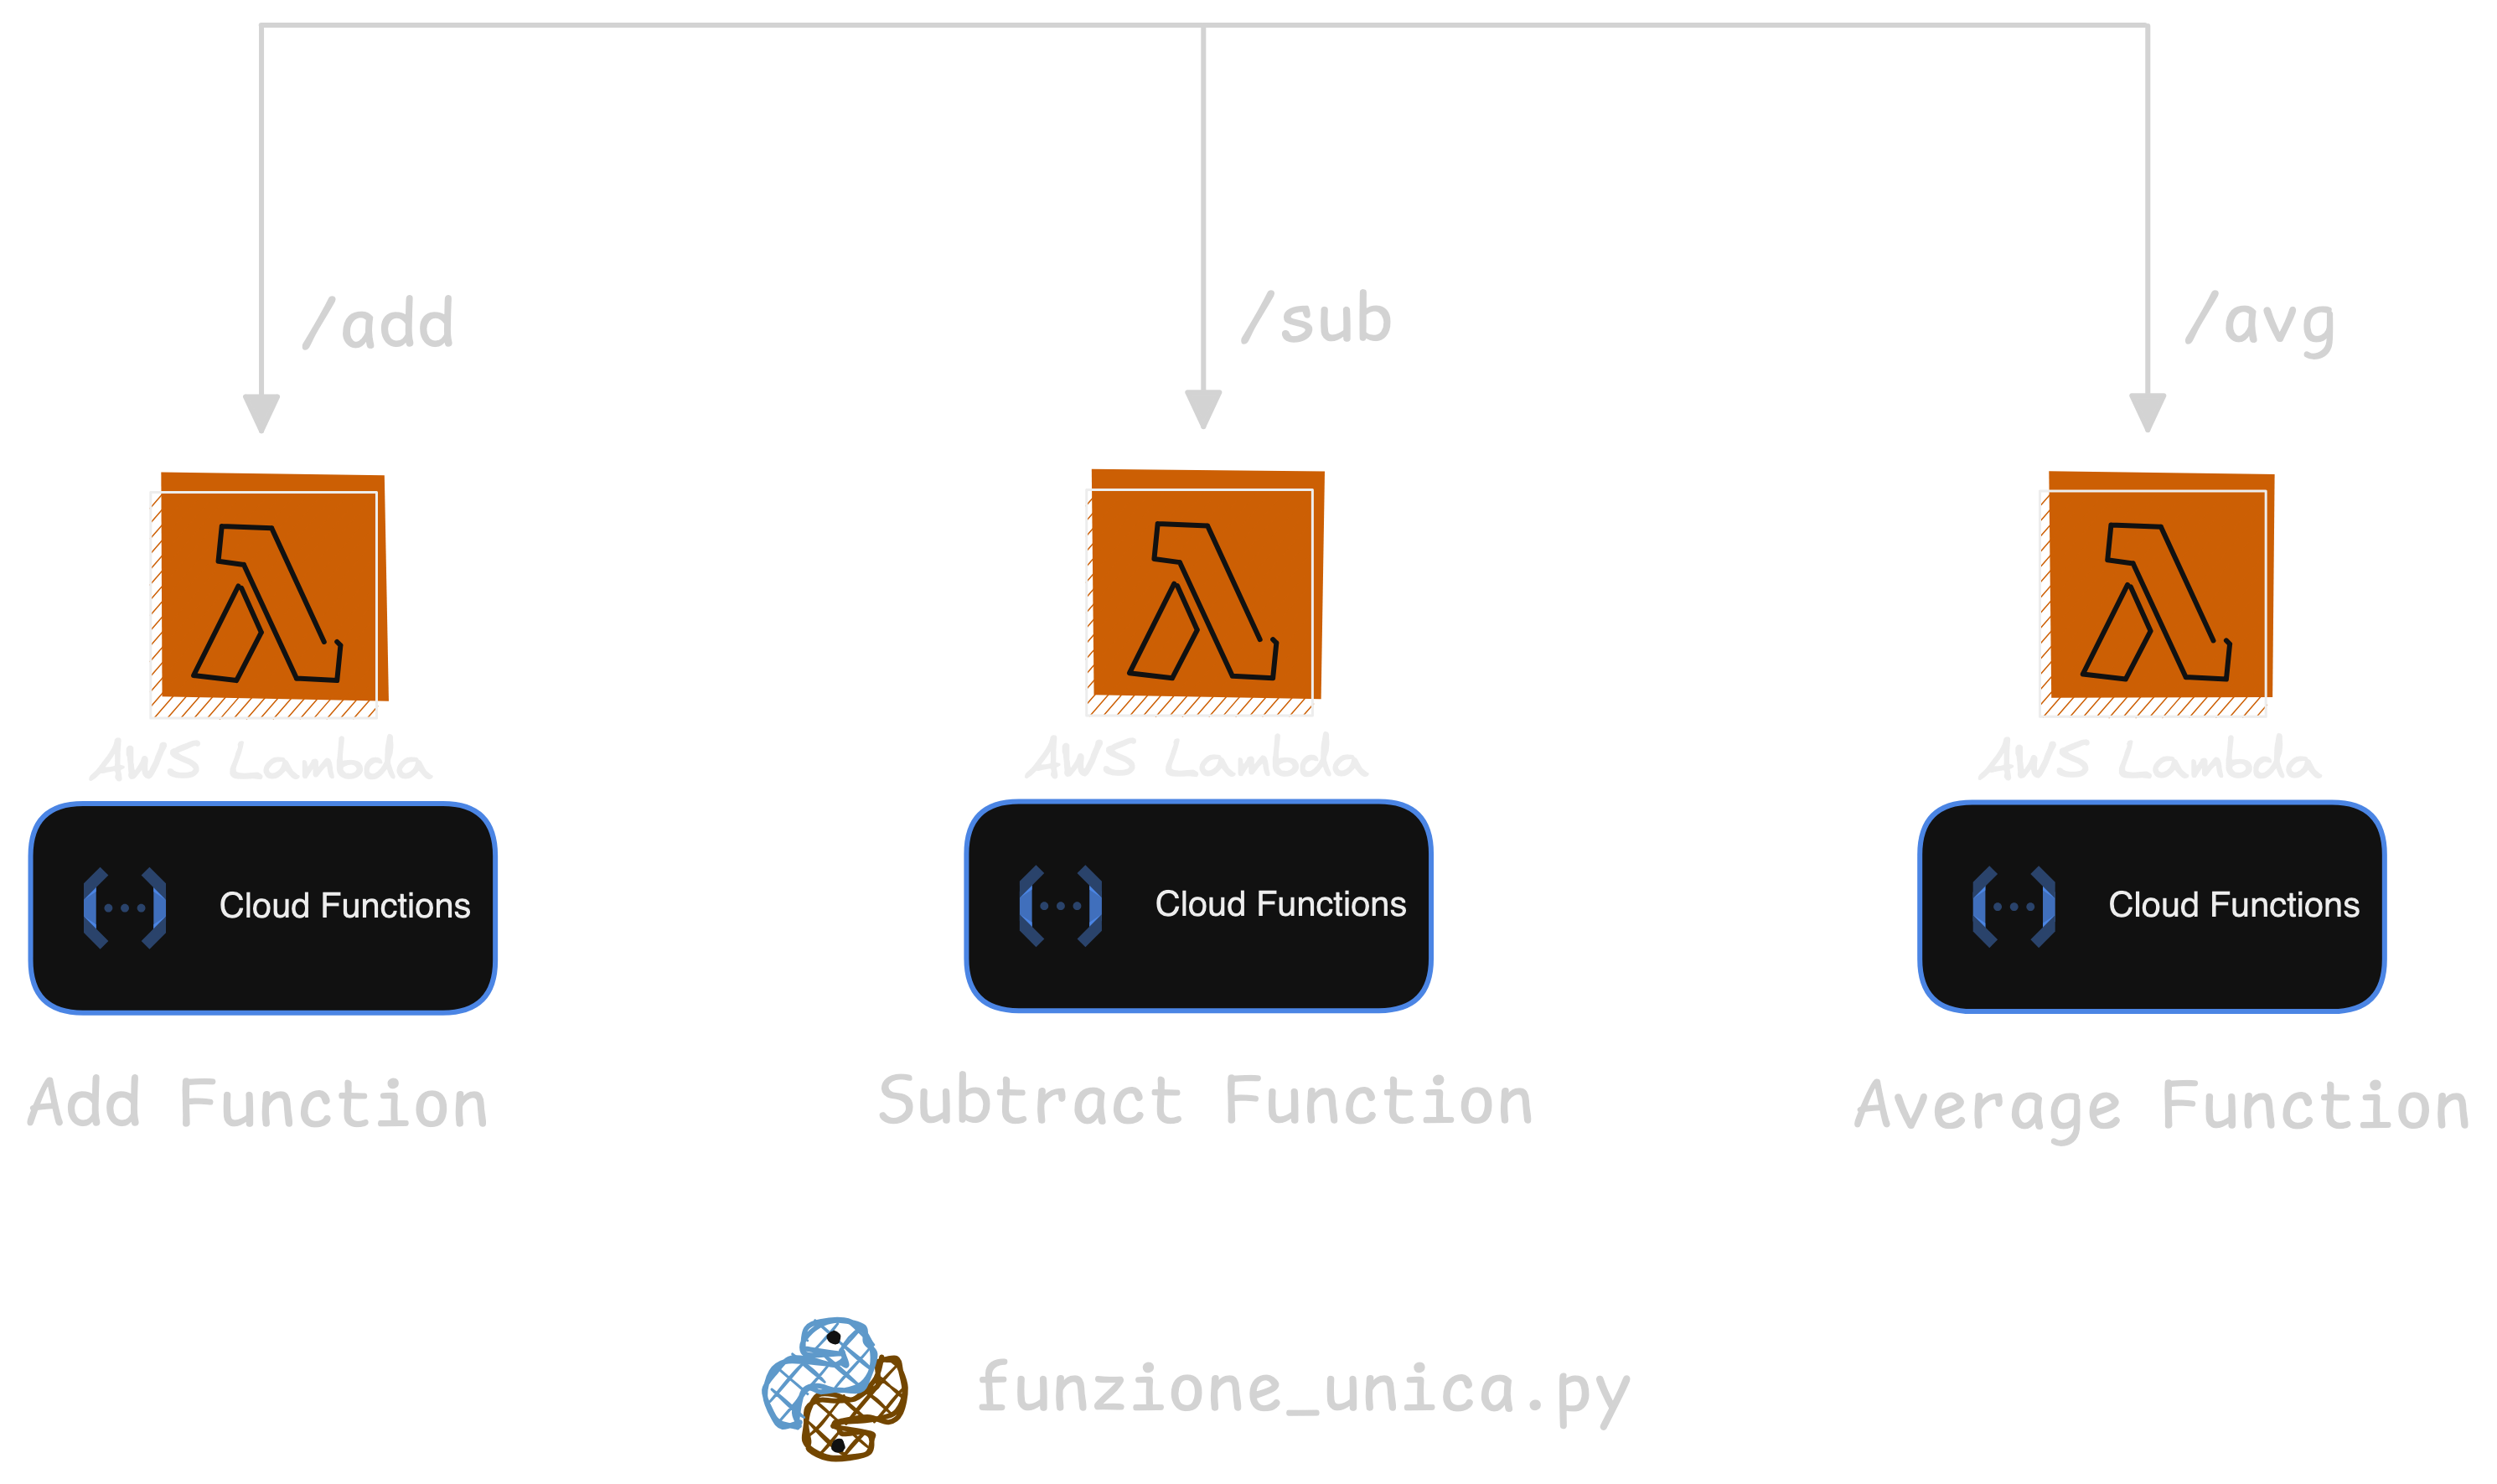 /add
/sub
/avg
AWS Lambda
AWS Lambda
AWS Lambda
Cloud Functions
Cloud Functions
Cloud Functions
Add Function
Subtract Function
Average Function
funzione_unica.py